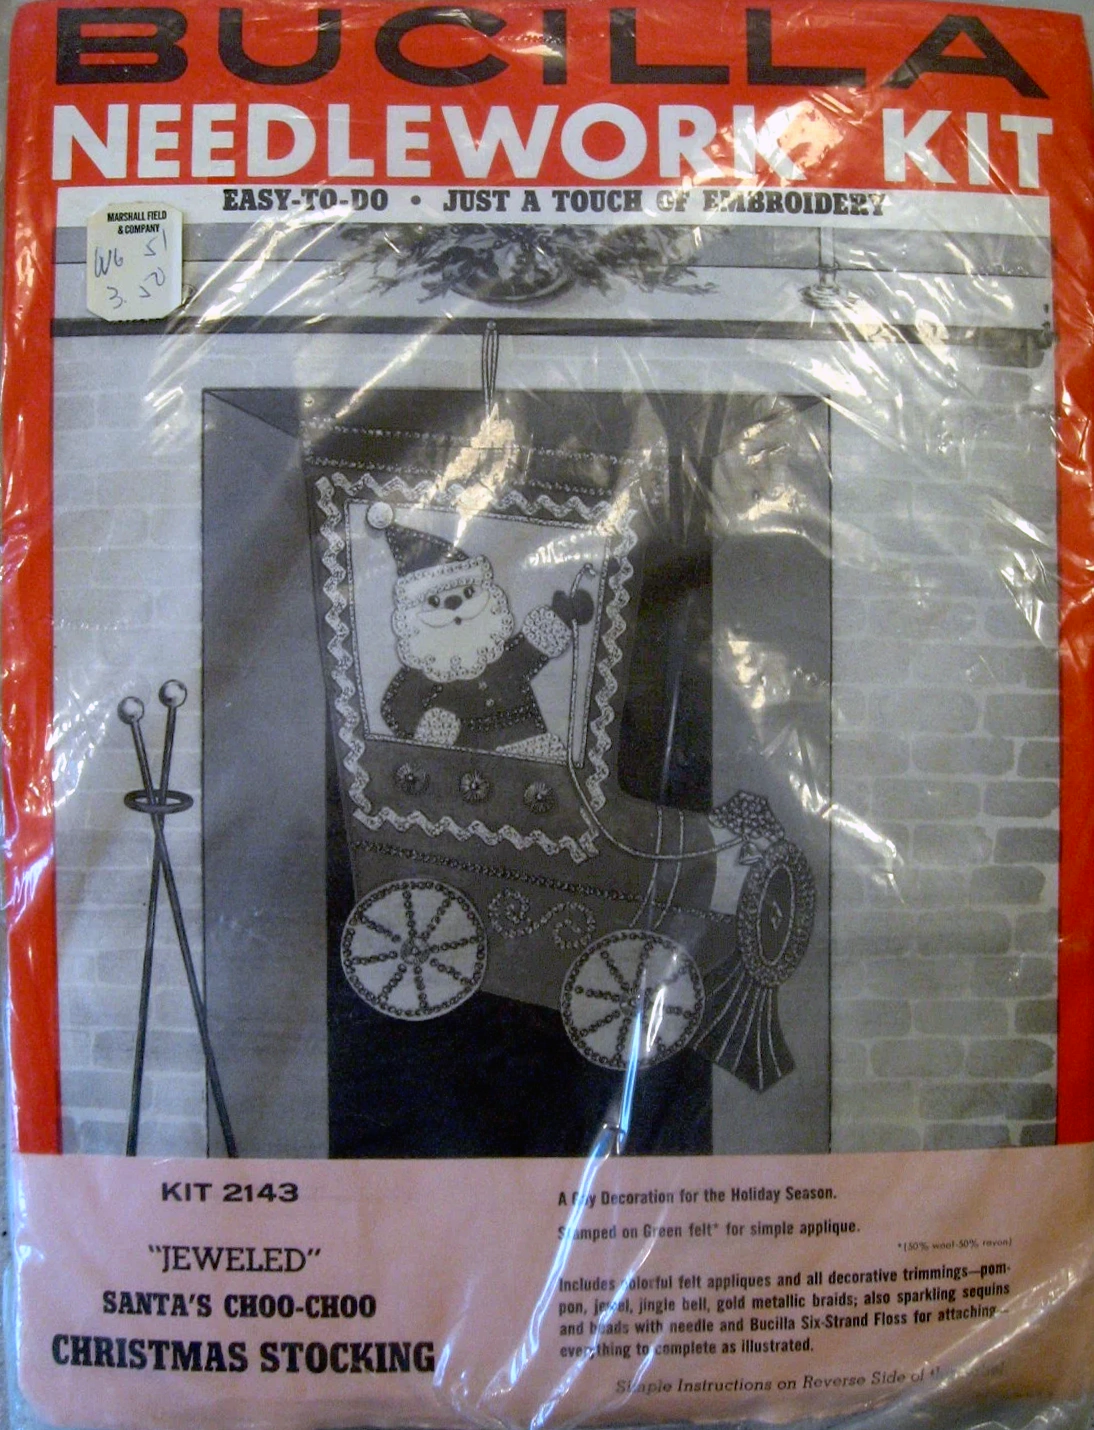 BUCILLA
NEEDLEWORK KIT
EASY-TO-DO • JUST A TOUCH OF EMBROIDERY
MARSHALL FIELD
& COMPANY
51
3.50
KIT 2143
"JEWELED"
SANTA'S CHOO-CHOO
CHRISTMAS STOCKING
A Gay Decoration for the Holiday Season.
Stamped on Green felt* for simple applique.
*(50% wool-50% rayon)
Includes colorful felt appliques and all decorative trimmings—pom-
pon, jewel, jingle bell, gold metallic braids; also sparkling sequins
and beads with needle and Bucilla Six-Strand Floss for attaching—
everything to complete as illustrated.
Simple Instructions on Reverse Side of